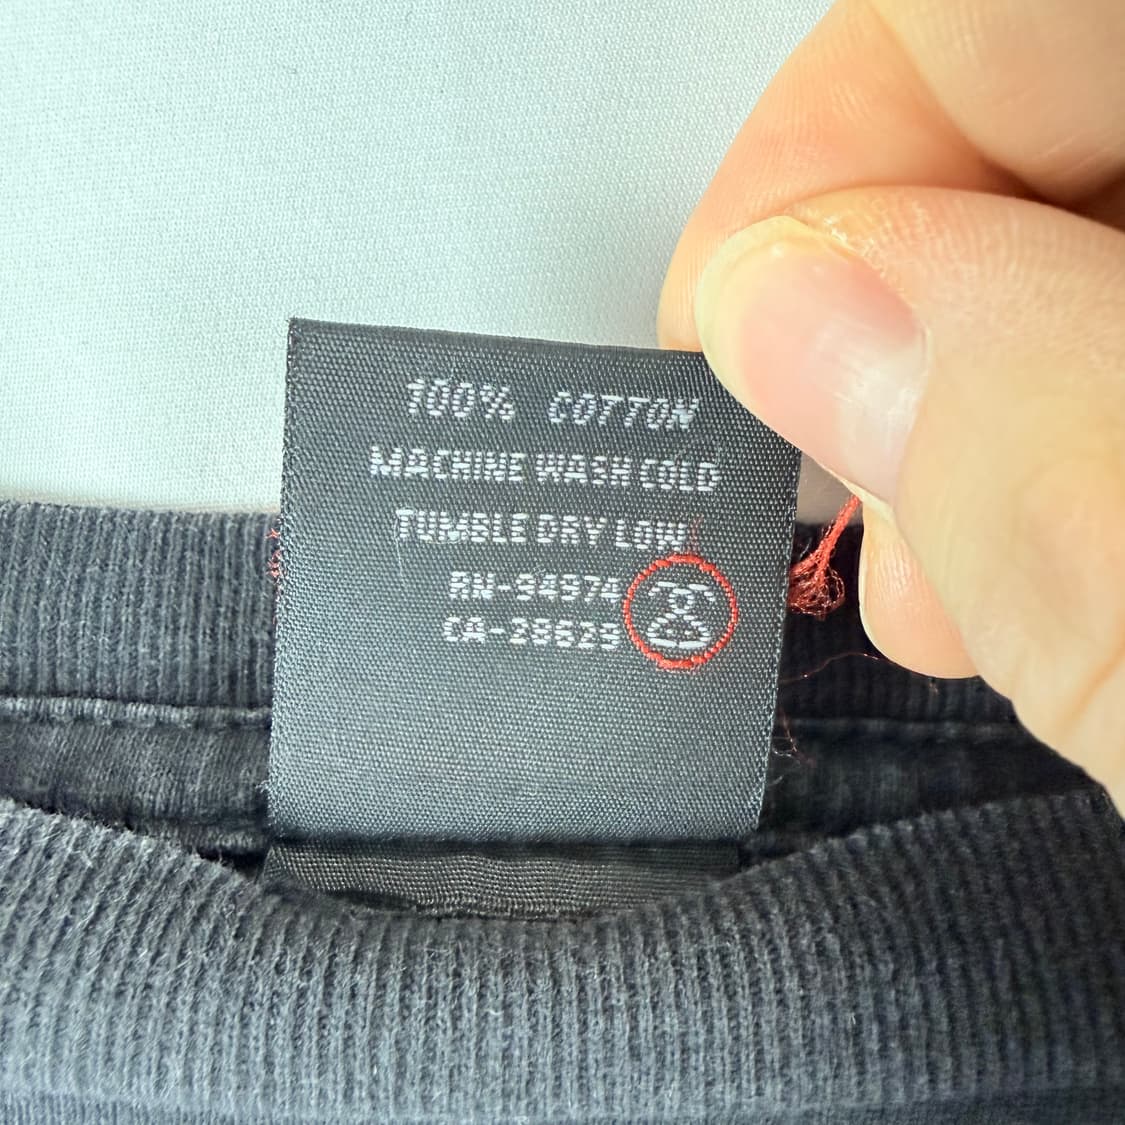 100% COTTON
MACHINE WASH COLD
TUMBLE DRY LOW
RN-94974
CA-28629